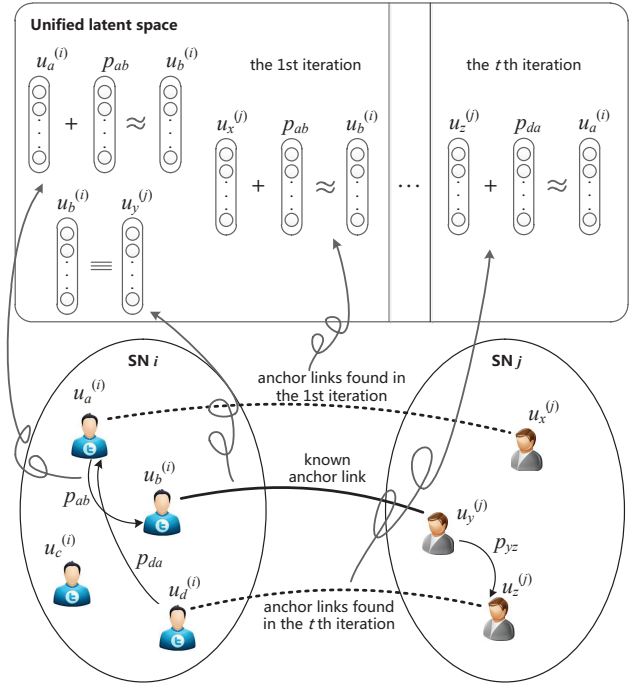 Unified latent space
u_a^(i) p_ab u_b^(i)
+ ≈
the 1st iteration
the t th iteration
u_x^(j) p_ab u_b^(i)
+ ≈
...
u_z^(j) p_da u_a^(i)
+ ≈
u_b^(i) u_y^(j)
≡
SN i
SN j
anchor links found in
the 1st iteration
u_a^(i)
u_x^(j)
u_b^(i)
known
anchor link
p_ab
u_y^(j)
p_yz
u_c^(i)
p_da
u_d^(i)
u_z^(j)
anchor links found
in the t th iteration